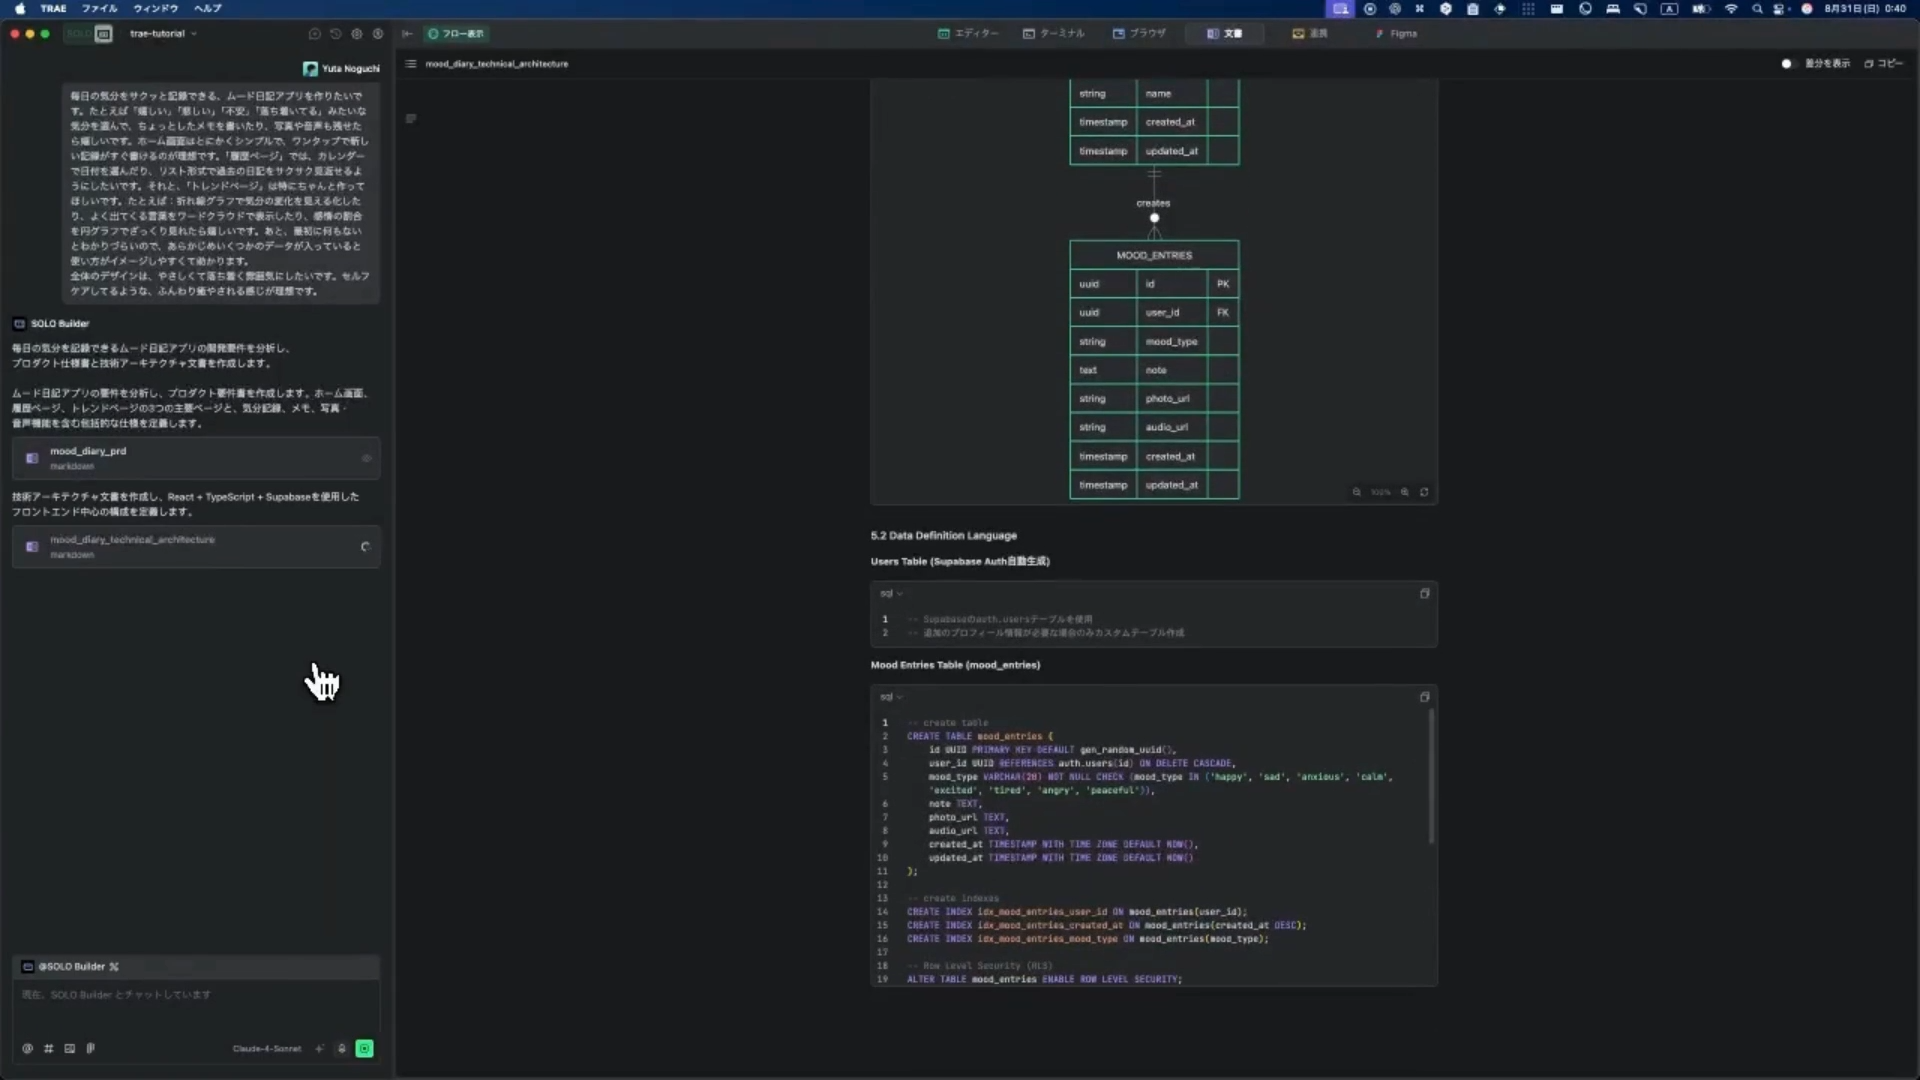 TRAE ファイル ウィンドウ ヘルプ
8月31日(日) 0:40
SOLO
trae-tutorial
フロー表示
エディター
ターミナル
ブラウザ
文書
連携
Figma
Yuta Noguchi
mood_diary_technical_architecture
差分を表示
コピー
毎日の気分をサクッと記録できる、ムード日記アプリを作りたいで
す。たとえば「嬉しい」「悲しい」「不安」「落ち着いてる」みたいな
気分を選んで、ちょっとしたメモを書いたり、写真や音声も残せた
ら嬉しいです。ホーム画面はとにかくシンプルで、ワンタップで新し
い記録がすぐ書けるのが理想です。「履歴ページ」では、カレンダー
で日付を選んだり、リスト形式で過去の日記をサクサク見返せるよ
うにしたいです。それと、「トレンドページ」は特にちゃんと作って
ほしいです。たとえば：折れ線グラフで気分の変化を見える化した
り、よく出てくる言葉をワードクラウドで表示したり、感情の割合
を円グラフでざっくり見れたら嬉しいです。あと、最初に何もない
とわかりづらいので、あらかじめいくつかのデータが入っていると
使い方がイメージしやすくて助かります。
全体のデザインは、やさしくて落ち着く雰囲気にしたいです。セルフ
ケアしてるような、ふんわり癒やされる感じが理想です。
SOLO Builder
毎日の気分を記録できるムード日記アプリの開発要件を分析し、
プロダクト仕様書と技術アーキテクチャ文書を作成します。
ムード日記アプリの要件を分析し、プロダクト要件書を作成します。ホーム画面、
履歴ページ、トレンドページの3つの主要ページと、気分記録、メモ、写真・
音声機能を含む包括的な仕様を定義します。
mood_diary_prd
markdown
技術アーキテクチャ文書を作成し、React + TypeScript + Supabaseを使用した
フロントエンド中心の構成を定義します。
mood_diary_technical_architecture
markdown
@SOLO Builder
現在、SOLO Builder とチャットしています
Claude-4-Sonnet
string name
timestamp created_at
timestamp updated_at
creates
MOOD_ENTRIES
uuid id PK
uuid user_id FK
string mood_type
text note
string photo_url
string audio_url
timestamp created_at
timestamp updated_at
100%
5.2 Data Definition Language
Users Table (Supabase Auth自動生成)
sql
1 -- Supabaseのauth.usersテーブルを使用
2 -- 追加のプロフィール情報が必要な場合のみカスタムテーブル作成
Mood Entries Table (mood_entries)
sql
1 -- create table
2 CREATE TABLE mood_entries (
3 id UUID PRIMARY KEY DEFAULT gen_random_uuid(),
4 user_id UUID REFERENCES auth.users(id) ON DELETE CASCADE,
5 mood_type VARCHAR(20) NOT NULL CHECK (mood_type IN ('happy', 'sad', 'anxious', 'calm',
'excited', 'tired', 'angry', 'peaceful')),
6 note TEXT,
7 photo_url TEXT,
8 audio_url TEXT,
9 created_at TIMESTAMP WITH TIME ZONE DEFAULT NOW(),
10 updated_at TIMESTAMP WITH TIME ZONE DEFAULT NOW()
11 );
12
13 -- create indexes
14 CREATE INDEX idx_mood_entries_user_id ON mood_entries(user_id);
15 CREATE INDEX idx_mood_entries_created_at ON mood_entries(created_at DESC);
16 CREATE INDEX idx_mood_entries_mood_type ON mood_entries(mood_type);
17
18 -- Row Level Security (RLS)
19 ALTER TABLE mood_entries ENABLE ROW LEVEL SECURITY;